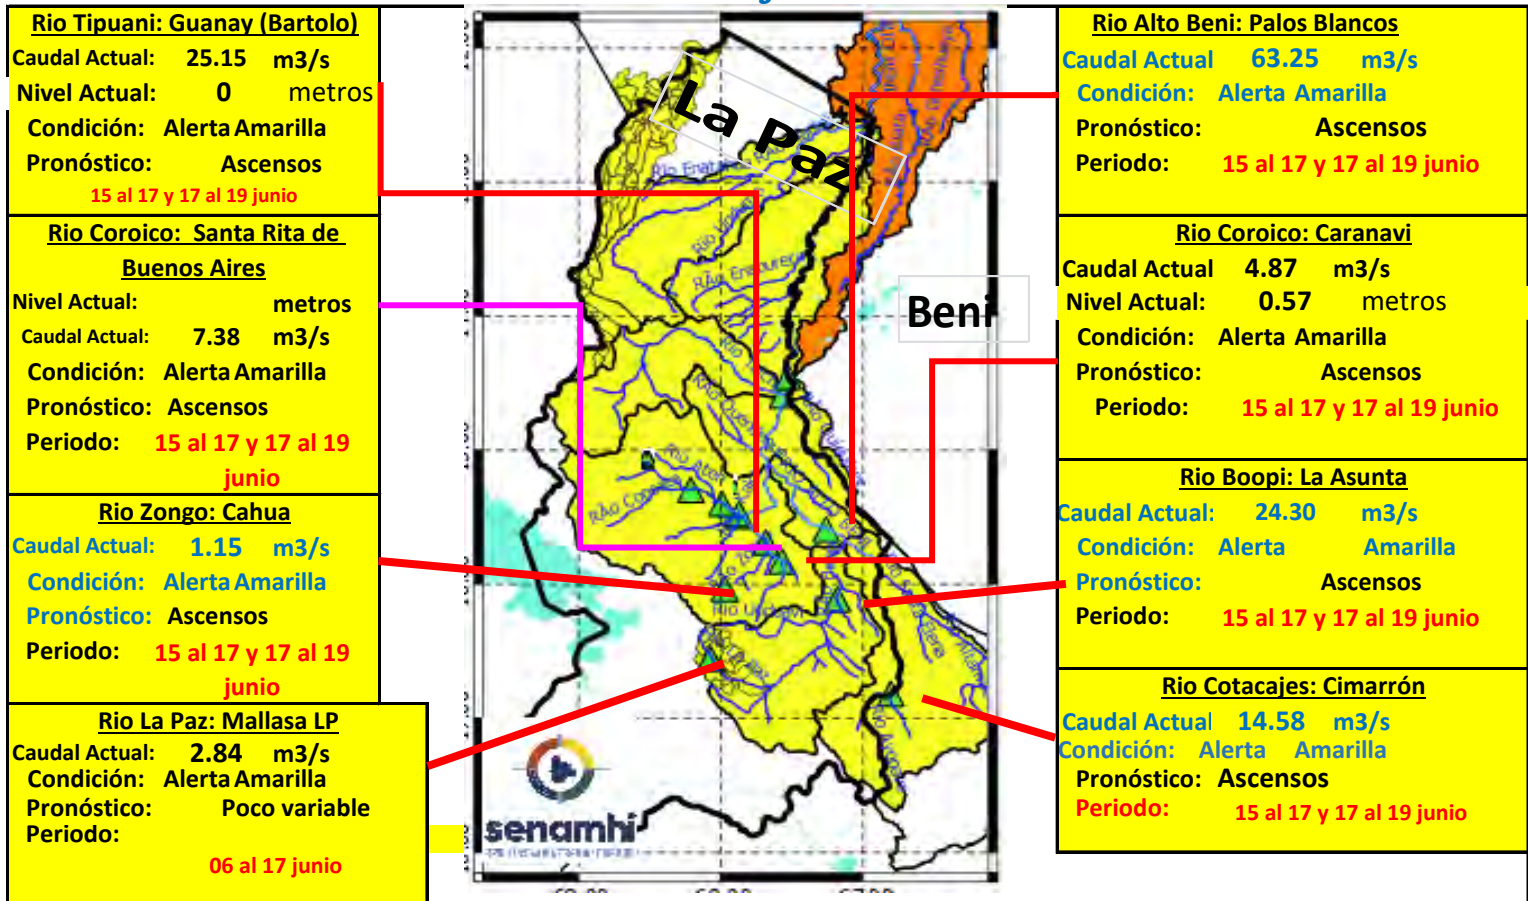 Rio Tipuani: Guanay (Bartolo)
Caudal Actual: 25.15 m3/s
Nivel Actual: 0 metros
Condición: Alerta Amarilla
Pronóstico: Ascensos
15 al 17 y 17 al 19 junio
Rio Coroico: Santa Rita de
Buenos Aires
Nivel Actual: metros
Caudal Actual: 7.38 m3/s
Condición: Alerta Amarilla
Pronóstico: Ascensos
Periodo: 15 al 17 y 17 al 19
junio
Rio Zongo: Cahua
Caudal Actual: 1.15 m3/s
Condición: Alerta Amarilla
Pronóstico: Ascensos
Periodo: 15 al 17 y 17 al 19
junio
Rio La Paz: Mallasa LP
Caudal Actual: 2.84 m3/s
Condición: Alerta Amarilla
Pronóstico: Poco variable
Periodo:
06 al 17 junio
La Paz
Beni
senamhi
Rio Alto Beni: Palos Blancos
Caudal Actual 63.25 m3/s
Condición: Alerta Amarilla
Pronóstico: Ascensos
Periodo: 15 al 17 y 17 al 19 junio
Rio Coroico: Caranavi
Caudal Actual 4.87 m3/s
Nivel Actual: 0.57 metros
Condición: Alerta Amarilla
Pronóstico: Ascensos
Periodo: 15 al 17 y 17 al 19 junio
Rio Boopi: La Asunta
Caudal Actual: 24.30 m3/s
Condición: Alerta Amarilla
Pronóstico: Ascensos
Periodo: 15 al 17 y 17 al 19 junio
Rio Cotacajes: Cimarrón
Caudal Actual 14.58 m3/s
Condición: Alerta Amarilla
Pronóstico: Ascensos
Periodo: 15 al 17 y 17 al 19 junio